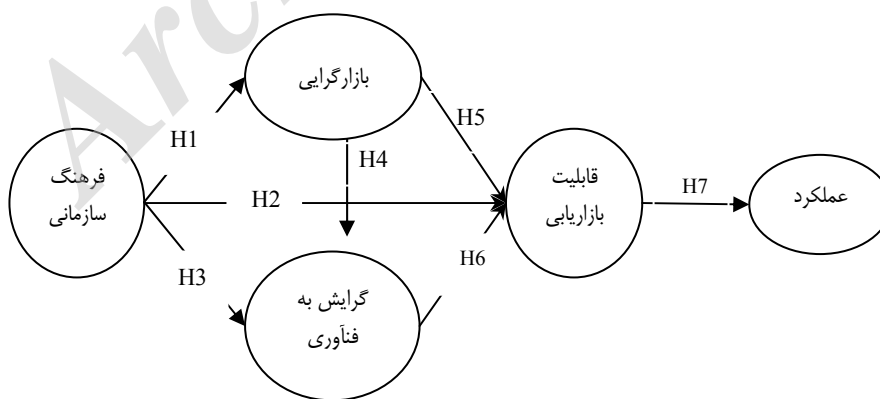 بازارگرایی
H1
H5
H4
فرهنگ
سازمانی
H2
قابلیت
بازاریابی
H7
عملکرد
H3
H6
گرایش به
فنآوری